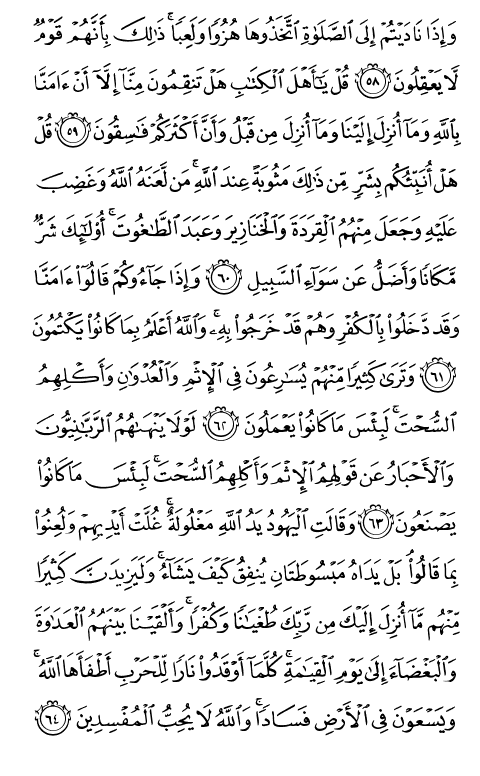 وَإِذَا نَادَيْتُمْ إِلَى ٱلصَّلَوٰةِ ٱتَّخَذُوهَا هُزُوًا وَلَعِبًا ۚ ذَٰلِكَ بِأَنَّهُمْ قَوْمٌ
لَّا يَعْقِلُونَ ٥٨ قُلْ يَـٰٓأَهْلَ ٱلْكِتَـٰبِ هَلْ تَنقِمُونَ مِنَّآ إِلَّآ أَنْ ءَامَنَّا
بِٱللَّهِ وَمَآ أُنزِلَ إِلَيْنَا وَمَآ أُنزِلَ مِن قَبْلُ وَأَنَّ أَكْثَرَكُمْ فَـٰسِقُونَ ٥٩ قُلْ
هَلْ أُنَبِّئُكُم بِشَرٍّ مِّن ذَٰلِكَ مَثُوبَةً عِندَ ٱللَّهِ ۚ مَن لَّعَنَهُ ٱللَّهُ وَغَضِبَ
عَلَيْهِ وَجَعَلَ مِنْهُمُ ٱلْقِرَدَةَ وَٱلْخَنَازِيرَ وَعَبَدَ ٱلطَّـٰغُوتَ ۚ أُو۟لَـٰٓئِكَ شَرٌّ
مَّكَانًا وَأَضَلُّ عَن سَوَآءِ ٱلسَّبِيلِ ٦٠ وَإِذَا جَآءُوكُمْ قَالُوٓا۟ ءَامَنَّا
وَقَد دَّخَلُوا۟ بِٱلْكُفْرِ وَهُمْ قَدْ خَرَجُوا۟ بِهِۦ ۚ وَٱللَّهُ أَعْلَمُ بِمَا كَانُوا۟ يَكْتُمُونَ
٦١ وَتَرَىٰ كَثِيرًا مِّنْهُمْ يُسَـٰرِعُونَ فِى ٱلْإِثْمِ وَٱلْعُدْوَٰنِ وَأَكْلِهِمُ
ٱلسُّحْتَ ۚ لَبِئْسَ مَا كَانُوا۟ يَعْمَلُونَ ٦٢ لَوْلَا يَنْهَىٰهُمُ ٱلرَّبَّـٰنِيُّونَ
وَٱلْأَحْبَارُ عَن قَوْلِهِمُ ٱلْإِثْمَ وَأَكْلِهِمُ ٱلسُّحْتَ ۚ لَبِئْسَ مَا كَانُوا۟
يَصْنَعُونَ ٦٣ وَقَالَتِ ٱلْيَهُودُ يَدُ ٱللَّهِ مَغْلُولَةٌ ۚ غُلَّتْ أَيْدِيهِمْ وَلُعِنُوا۟
بِمَا قَالُوا۟ ۘ بَلْ يَدَاهُ مَبْسُوطَتَانِ يُنفِقُ كَيْفَ يَشَآءُ ۚ وَلَيَزِيدَنَّ كَثِيرًا
مِّنْهُم مَّآ أُنزِلَ إِلَيْكَ مِن رَّبِّكَ طُغْيَـٰنًا وَكُفْرًا ۚ وَأَلْقَيْنَا بَيْنَهُمُ ٱلْعَدَٰوَةَ
وَٱلْبَغْضَآءَ إِلَىٰ يَوْمِ ٱلْقِيَـٰمَةِ ۚ كُلَّمَآ أَوْقَدُوا۟ نَارًا لِّلْحَرْبِ أَطْفَأَهَا ٱللَّهُ ۚ
وَيَسْعَوْنَ فِى ٱلْأَرْضِ فَسَادًا ۚ وَٱللَّهُ لَا يُحِبُّ ٱلْمُفْسِدِينَ ٦٤